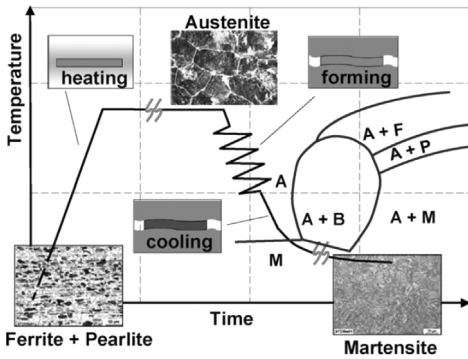 Austenite
heating
forming
Temperature
A + F
A + P
A
A + B
A + M
cooling
M
Time
Ferrite + Pearlite
Martensite